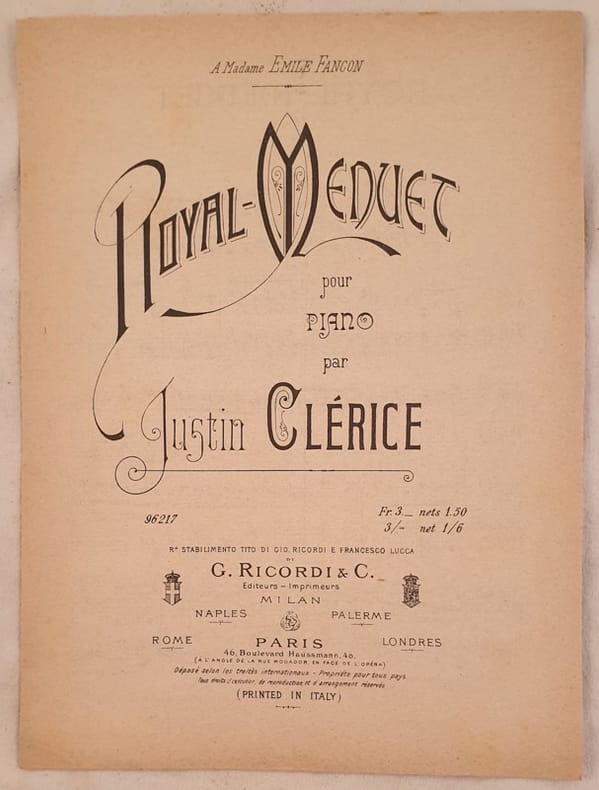 A Madame EMILE FANCON
ROYAL-MENUET
pour
PIANO
par
Justin CLÉRICE
96217
Fr. 3._ nets 1.50
3/- net 1/6
Rº STABILIMENTO TITO DI GIO. RICORDI E FRANCESCO LUCCA
DI
G. RICORDI & C.
Editeurs - Imprimeurs
MILAN
NAPLES PALERME
ROME PARIS LONDRES
46, Boulevard Haussmann, 46.
(A L'ANGLE DE LA RUE MOGADOR, EN FACE DE L'OPÉRA)
Déposé selon les traités internationaux - Propriété pour tous pays
Tous droits d'exécution, de reproduction et d'arrangement réservés
(PRINTED IN ITALY)